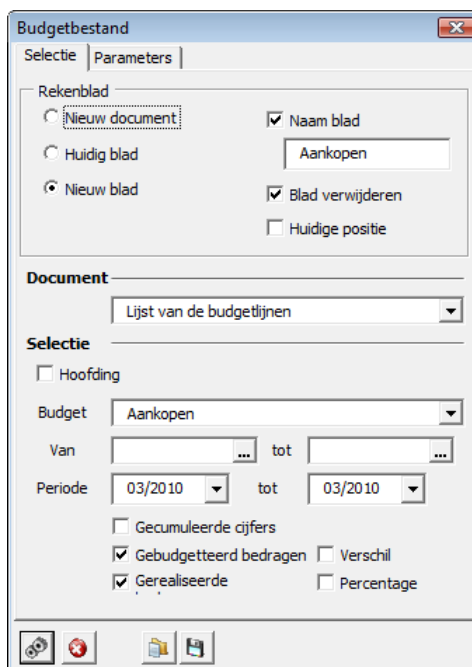 Budgetbestand
Selectie Parameters
Rekenblad
Nieuw document Naam blad
Huidig blad Aankopen
Nieuw blad Blad verwijderen
Huidige positie
Document
Lijst van de budgetlijnen
Selectie
Hoofding
Budget Aankopen
Van ... tot ...
Periode 03/2010 tot 03/2010
Gecumuleerde cijfers
Gebudgetteerd bedragen Verschil
Gerealiseerde Percentage